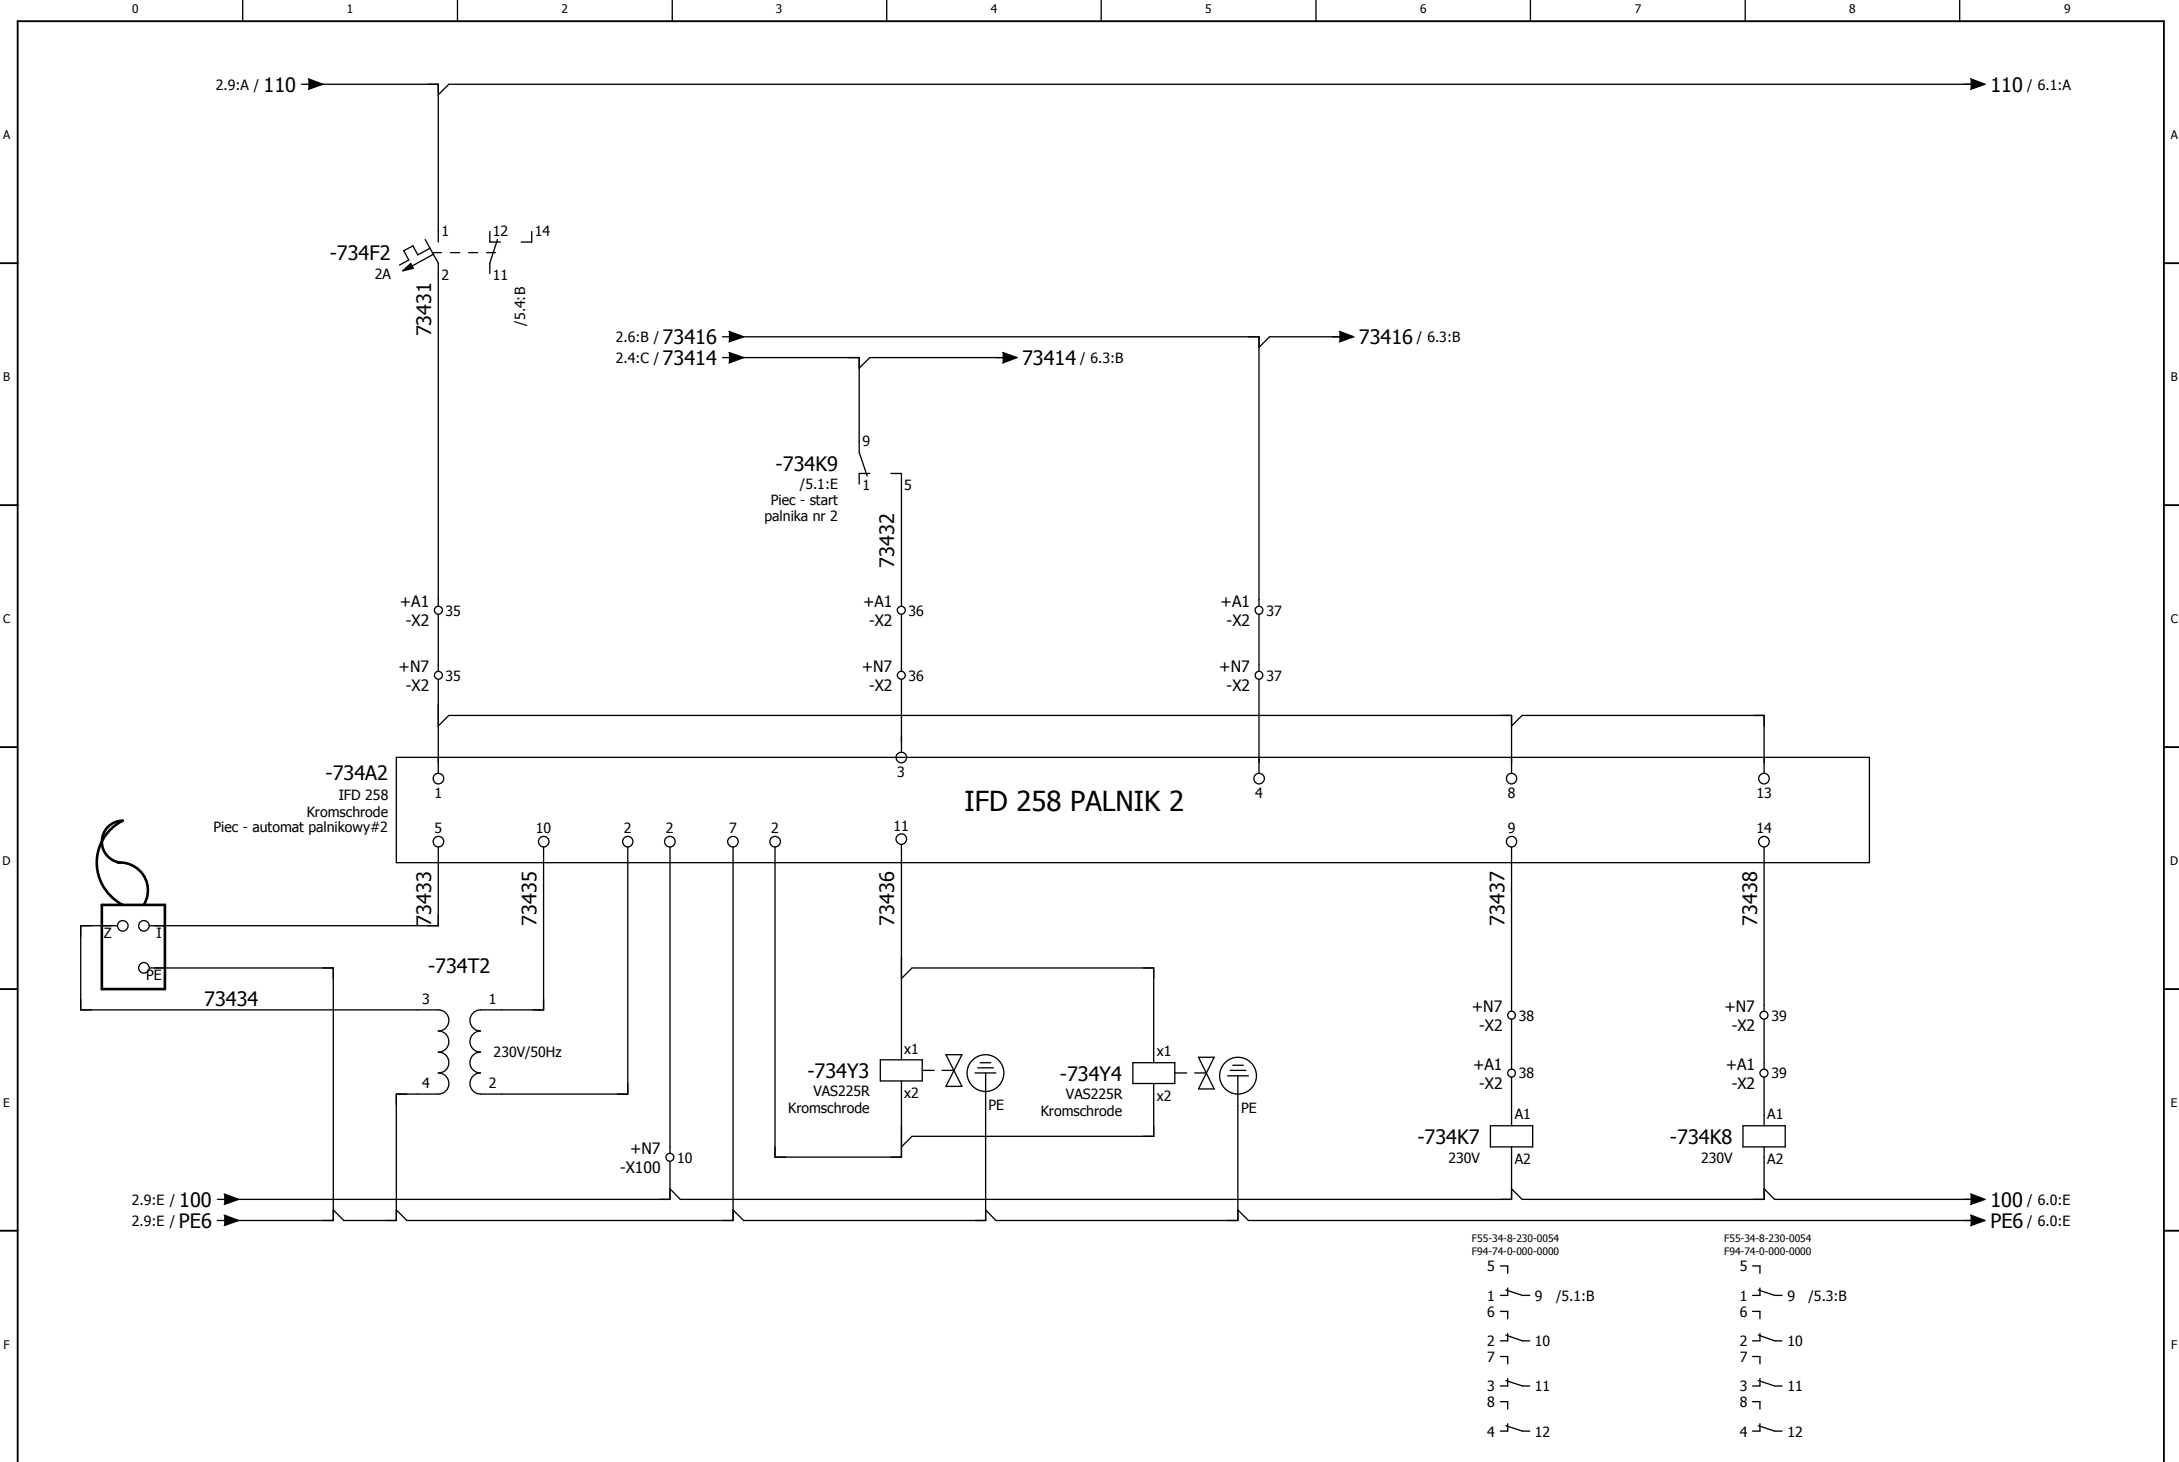 0 1 2 3 4 5 6 7 8 9
2.9:A / 110
110 / 6.1:A
A A
1 12 14
-734F2
2A
2 11
73431
/5.4:B
2.6:B / 73416
73416 / 6.3:B
2.4:C / 73414
73414 / 6.3:B
B B
9
-734K9
/5.1:E
1 5
Piec - start
palnika nr 2
73432
+A1 +A1 +A1
35 36 37
-X2 -X2 -X2
C C
+N7 +N7 +N7
35 36 37
-X2 -X2 -X2
-734A2
IFD 258
Kromschrode
Piec - automat palnikowy#2
3
1 4 8 13
IFD 258 PALNIK 2
5 10 2 2 7 2 11 9 14
D D
73433 73435 73436 73437 73438
Z I
PE
-734T2
73434
3 1
230V/50Hz
4 2
+N7 +N7
38 39
-X2 -X2
+A1 +A1
38 39
-X2 -X2
x1
-734Y3
VAS225R
Kromschrode
x2
PE
x1
-734Y4
VAS225R
Kromschrode
x2
PE
E E
A1 A1
-734K7 -734K8
230V 230V
A2 A2
+N7
10
-X100
2.9:E / 100
100 / 6.0:E
2.9:E / PE6
PE6 / 6.0:E
F55-34-8-230-0054 F55-34-8-230-0054
F94-74-0-000-0000 F94-74-0-000-0000
5 5
1 9 /5.1:B 1 9 /5.3:B
6 6
2 10 2 10
F F
7 7
3 11 3 11
8 8
4 12 4 12